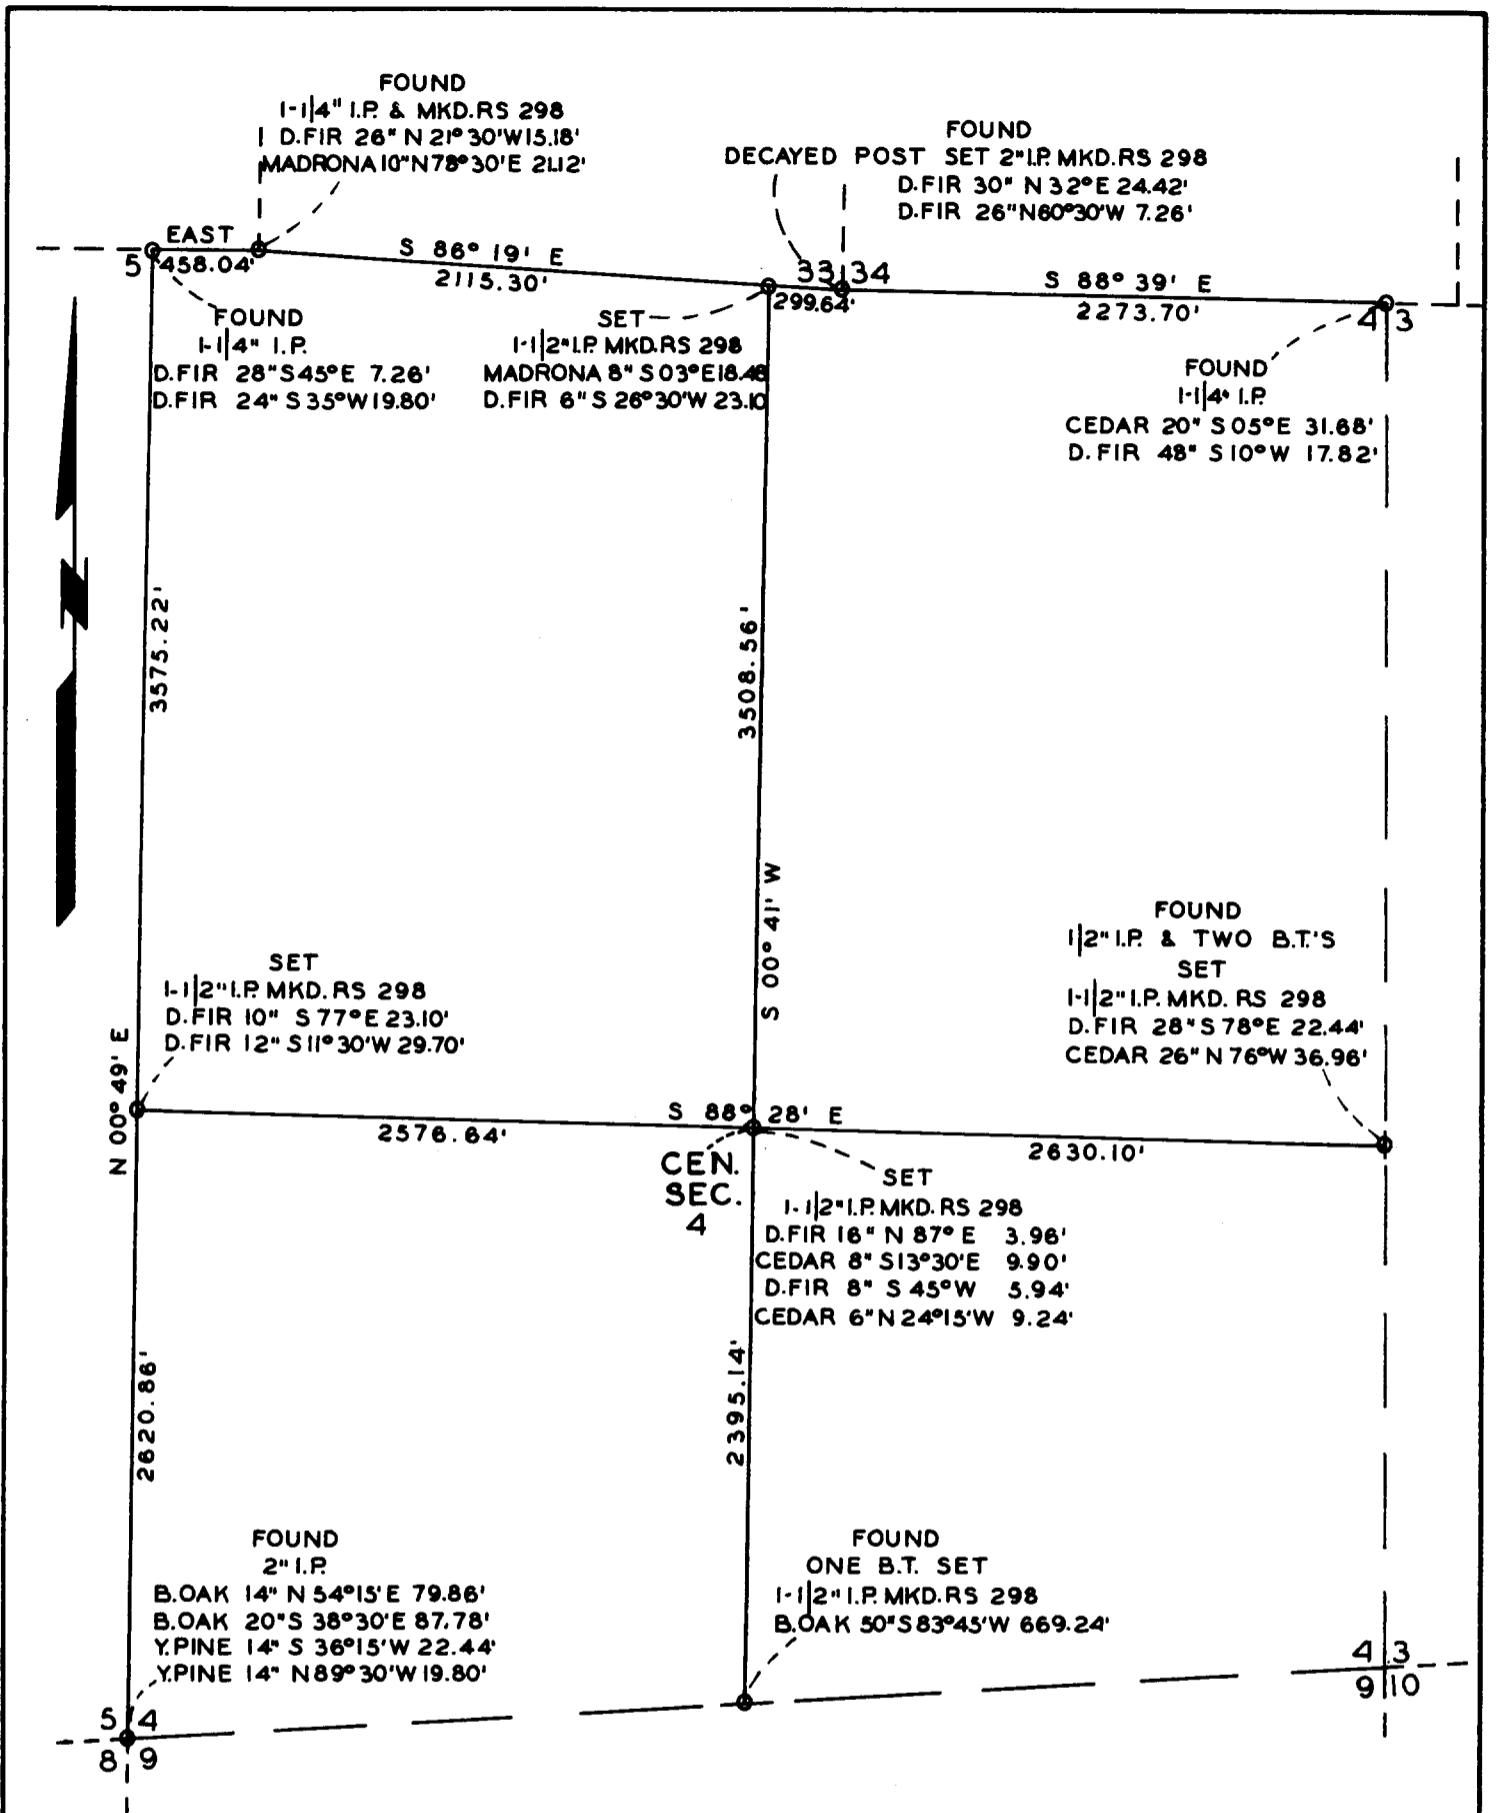 FOUND
1-1/4" I.P. & MKD.RS 298
D.FIR 26" N 21° 30'W 15.18'
MADRONA 10" N 78° 30'E 21.12'
FOUND
DECAYED POST SET 2" I.P. MKD.RS 298
D.FIR 30" N 32° E 24.42'
D.FIR 26" N 60° 30'W 7.26'
EAST
458.04'
5
S 86° 19' E
2115.30'
33 34
299.64'
S 88° 39' E
2273.70'
4 3
FOUND
1-1/4" I.P.
D.FIR 28" S 45° E 7.26'
D.FIR 24" S 35° W 19.80'
SET
1-1/2" I.P. MKD.RS 298
MADRONA 8" S 03° E 18.48
D.FIR 6" S 26° 30'W 23.10
FOUND
1-1/4" I.P.
CEDAR 20" S 05° E 31.68'
D.FIR 48" S 10° W 17.82'
N
3575.22'
3508.56'
S 00° 41' W
N 00° 49' E
SET
1-1/2" I.P. MKD. RS 298
D.FIR 10" S 77° E 23.10'
D.FIR 12" S 11° 30'W 29.70'
FOUND
1/2" I.P. & TWO B.T.'S
SET
1-1/2" I.P. MKD. RS 298
D.FIR 28" S 78° E 22.44'
CEDAR 26" N 76° W 36.96'
S 88° 28' E
2576.64'
2630.10'
CEN.
SEC.
4
SET
1-1/2" I.P. MKD. RS 298
D.FIR 16" N 87° E 3.96'
CEDAR 8" S 13° 30'E 9.90'
D.FIR 8" S 45° W 5.94'
CEDAR 6" N 24° 15'W 9.24'
2620.86'
2395.14'
FOUND
2" I.P.
B.OAK 14" N 54° 15' E 79.86'
B.OAK 20" S 38° 30' E 87.78'
Y.PINE 14" S 36° 15'W 22.44'
Y.PINE 14" N 89° 30'W 19.80'
FOUND
ONE B.T. SET
1-1/2" I.P. MKD.RS 298
B.OAK 50" S 83° 45'W 669.24'
5 4
8 9
4 3
9 10